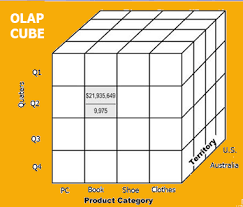 OLAP
CUBE
Quaters
Q1
Q2
Q3
Q4
$21,935,649
9,975
PC
Book
Shoe
Clothes
Product Category
Territory
U.S.
Australia